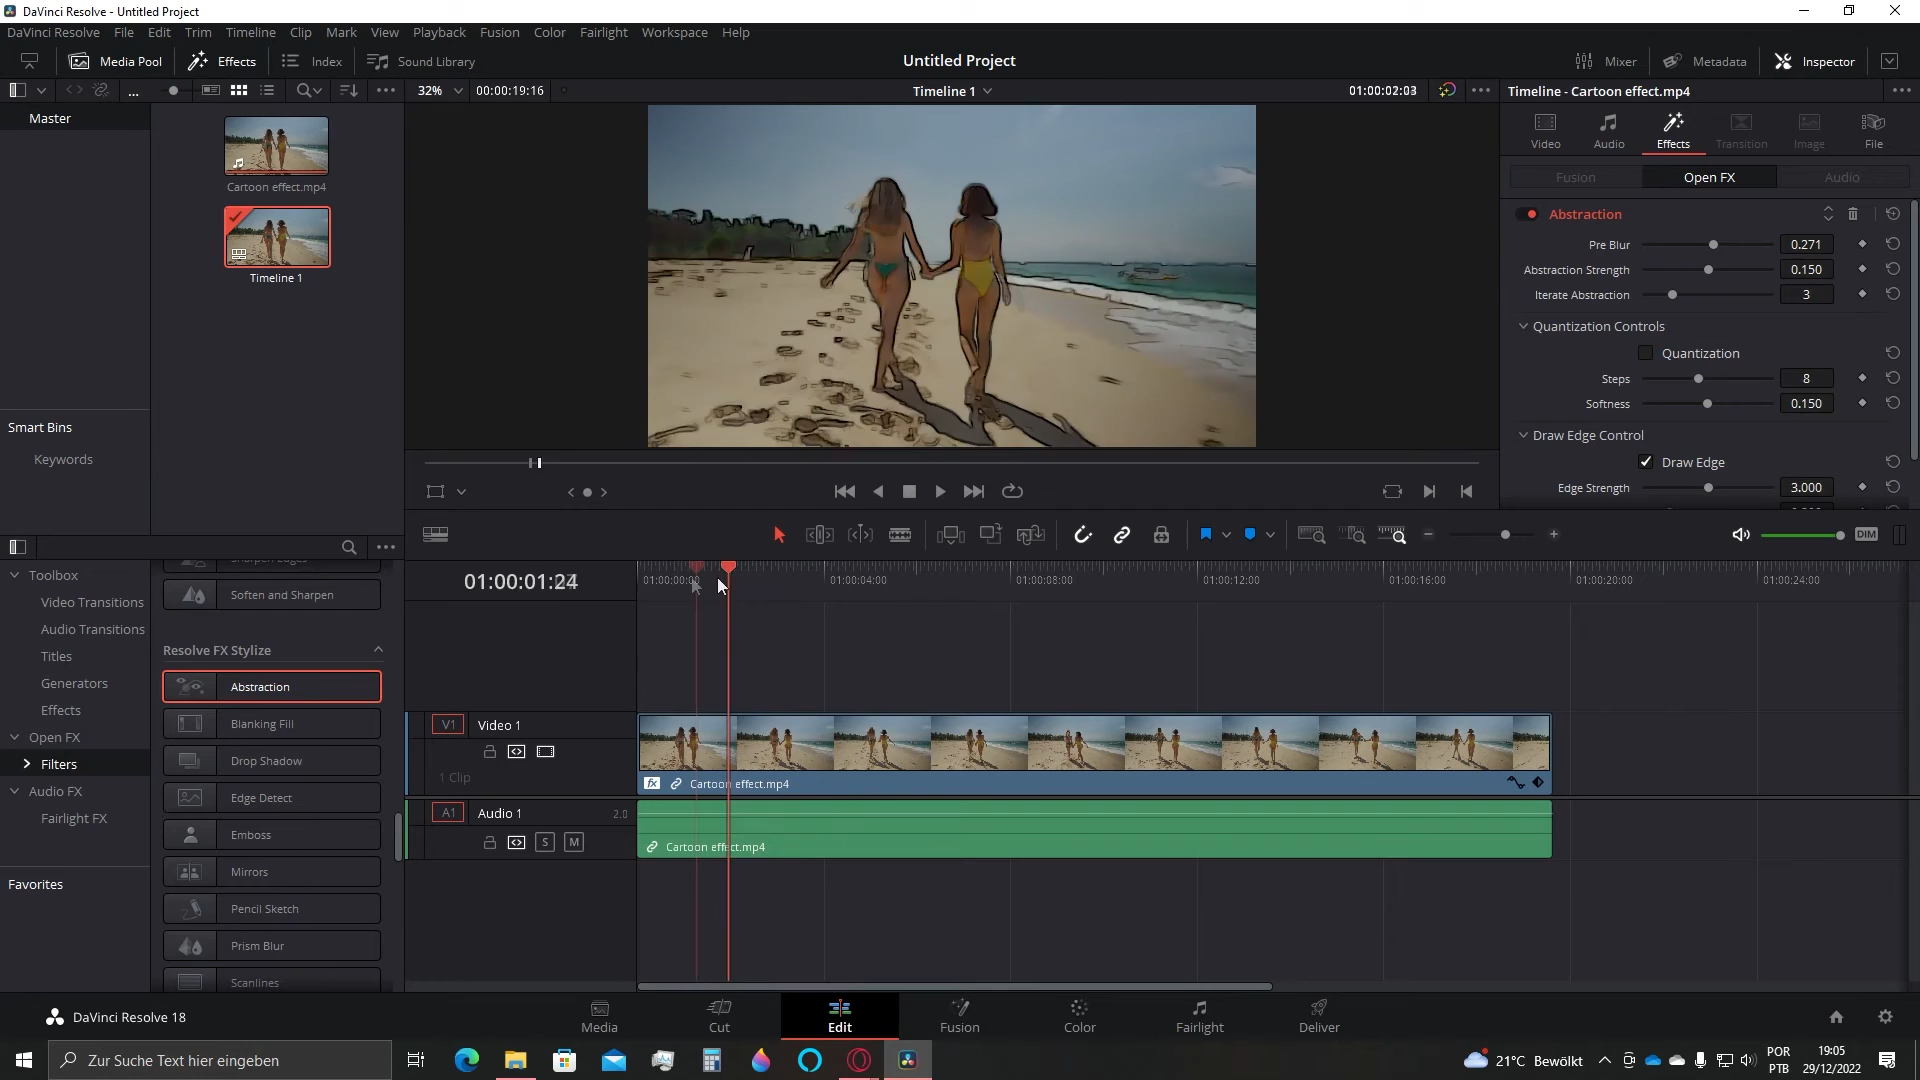 DaVinci Resolve - Untitled Project
DaVinci Resolve File Edit Trim Timeline Clip Mark View Playback Fusion Color Fairlight Workspace Help
Media Pool Effects Index Sound Library
Untitled Project
Mixer Metadata Inspector
32% 00:00:19:16
Timeline 1
01:00:02:03
Timeline - Cartoon effect.mp4
Master
Cartoon effect.mp4
Timeline 1
Smart Bins
Keywords
Video Audio Effects Transition Image File
Fusion Open FX Audio
Abstraction
Pre Blur 0.271
Abstraction Strength 0.150
Iterate Abstraction 3
Quantization Controls
Quantization
Steps 8
Softness 0.150
Draw Edge Control
Draw Edge
Edge Strength 3.000
DIM
Toolbox
Video Transitions
Audio Transitions
Titles
Generators
Effects
Open FX
Filters
Audio FX
Fairlight FX
Favorites
Sharpen Edges
Soften and Sharpen
Resolve FX Stylize
Abstraction
Blanking Fill
Drop Shadow
Edge Detect
Emboss
Mirrors
Pencil Sketch
Prism Blur
Scanlines
01:00:01:24
01:00:00:00 01:00:04:00 01:00:08:00 01:00:12:00 01:00:16:00 01:00:20:00 01:00:24:00
V1 Video 1
1 Clip
fx Cartoon effect.mp4
A1 Audio 1 2.0
S M
Cartoon effect.mp4
DaVinci Resolve 18
Media Cut Edit Fusion Color Fairlight Deliver
Zur Suche Text hier eingeben
21°C Bewölkt
POR
PTB
19:05
29/12/2022